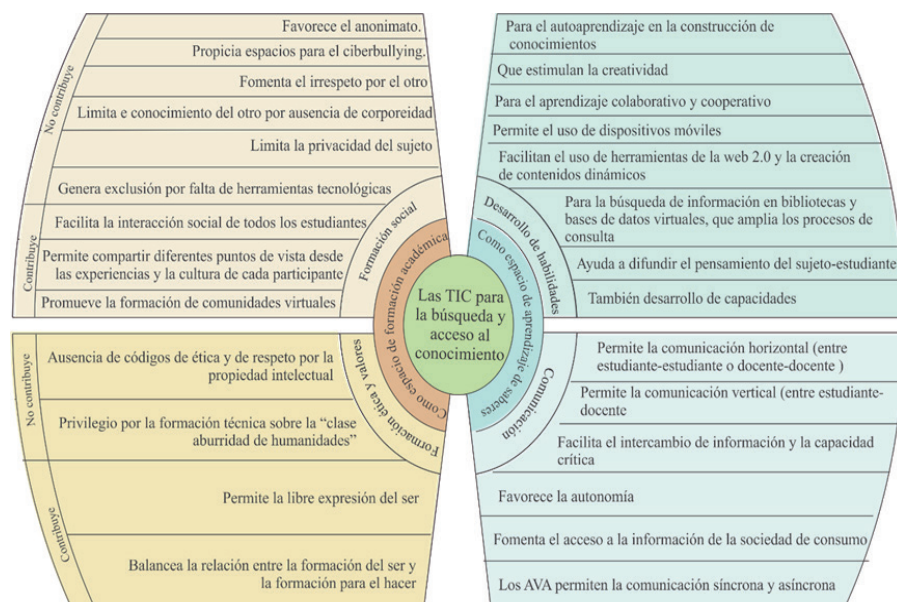 No contribuye
Favorece el anonimato.
Propicia espacios para el ciberbullying.
Fomenta el irrespeto por el otro
Limita e conocimiento del otro por ausencia de corporeidad
Limita la privacidad del sujeto
Genera exclusión por falta de herramientas tecnológicas
Contribuye
Facilita la interacción social de todos los estudiantes
Permite compartir diferentes puntos de vista desde
las experiencias y la cultura de cada participante
Promueve la formación de comunidades virtuales
Formación social
No contribuye
Ausencia de códigos de ética y de respeto por la
propiedad intelectual
Privilegio por la formación técnica sobre la “clase
aburrida de humanidades”
Contribuye
Permite la libre expresión del ser
Balancea la relación entre la formación del ser y
la formación para el hacer
Formación ética y valores
Como espacio de formación académica
Las TIC para
la búsqueda y
acceso al
conocimiento
Como espacio de aprendizaje de saberes
Desarrollo de habilidades
Para el autoaprendizaje en la construcción de
conocimientos
Que estimulan la creatividad
Para el aprendizaje colaborativo y cooperativo
Permite el uso de dispositivos móviles
Facilitan el uso de herramientas de la web 2.0 y la creación
de contenidos dinámicos
Para la búsqueda de información en bibliotecas y
bases de datos virtuales, que amplia los procesos de
consulta
Ayuda a difundir el pensamiento del sujeto-estudiante
También desarrollo de capacidades
Comunicación
Permite la comunicación horizontal (entre
estudiante-estudiante o docente-docente )
Permite la comunicación vertical (entre estudiante-
docente
Facilita el intercambio de información y la capacidad
crítica
Favorece la autonomía
Fomenta el acceso a la información de la sociedad de consumo
Los AVA permiten la comunicación síncrona y asíncrona